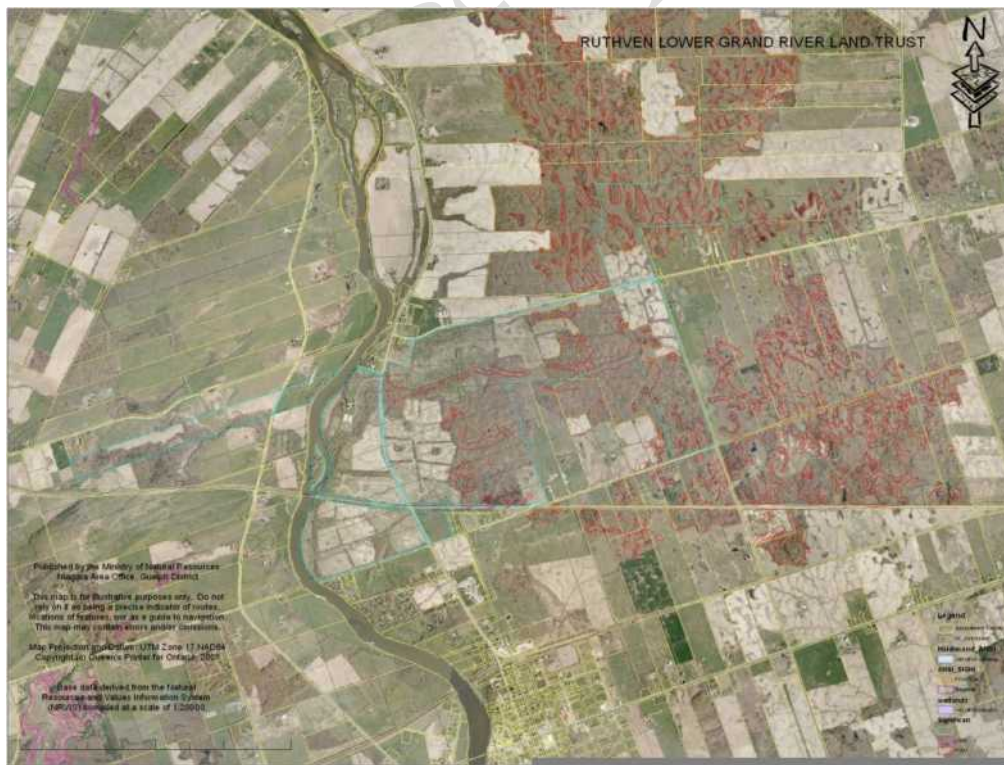 RUTHVEN LOWER GRAND RIVER LAND TRUST
N
Published by the Ministry of Natural Resources
Niagara Area Office, Guelph District
This map is for illustrative purposes only. Do not
rely on it as being a precise indicator of routes,
locations of features, nor as a guide to navigation.
This map may contain errors and/or omissions.
Map Projection and Datum: UTM Zone 17 NAD84
Copyright (c) Queen's Printer for Ontario, 2005
Base data derived from the Natural
Resources and Values Information System
(NRVIS) compiled at a scale of 1:20000
Legend
wetlands
Significan